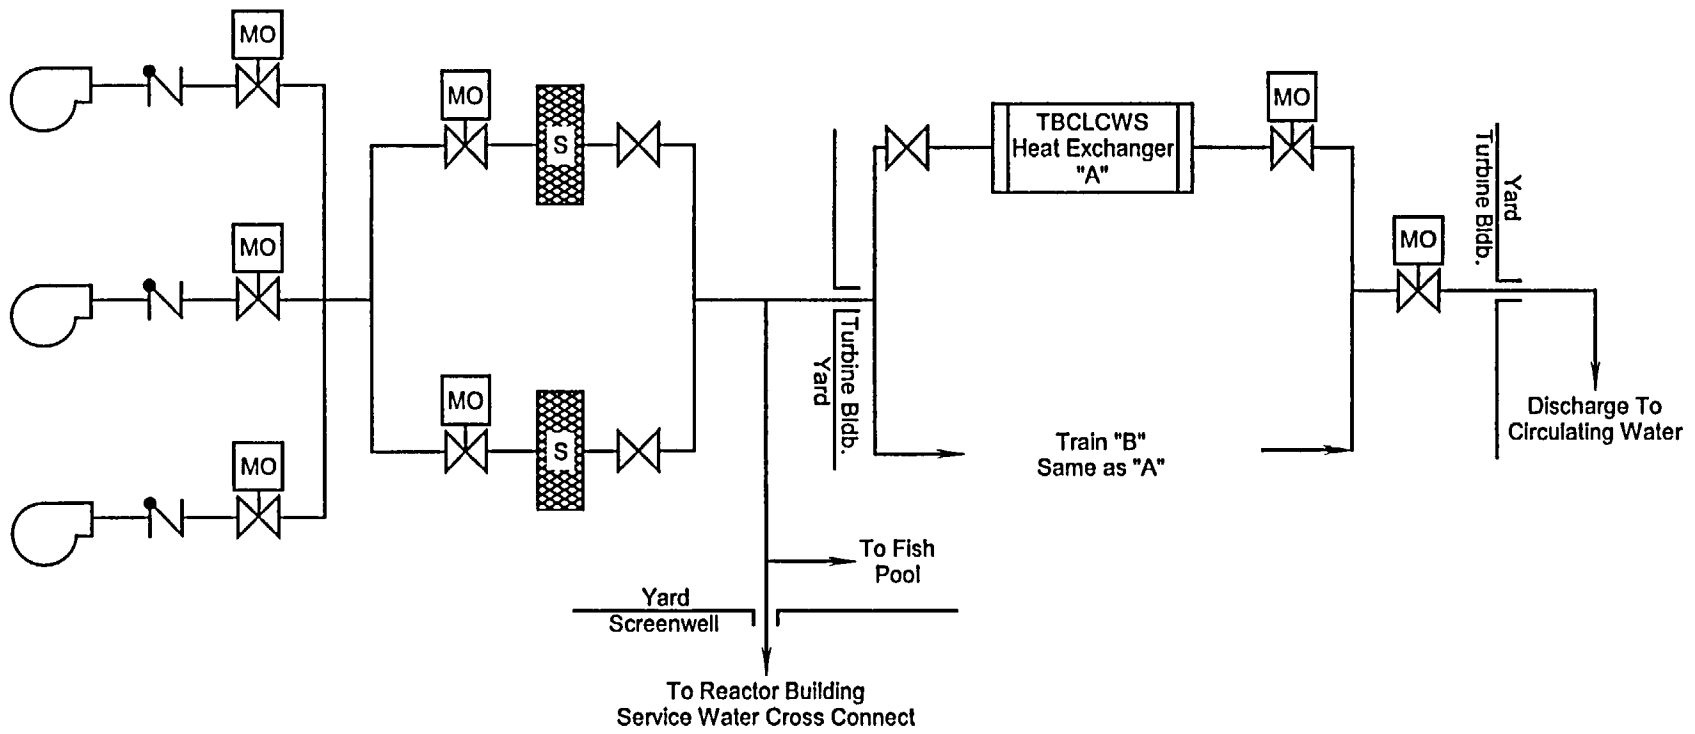 MO
MO
MO
MO
S
MO
S
TBCLCWS
Heat Exchanger
"A"
MO
MO
Yard
Turbine Bldb.
Turbine Bldb.
Yard
Train "B"
Same as "A"
Discharge To
Circulating Water
To Fish
Pool
Yard
Screenwell
To Reactor Building
Service Water Cross Connect